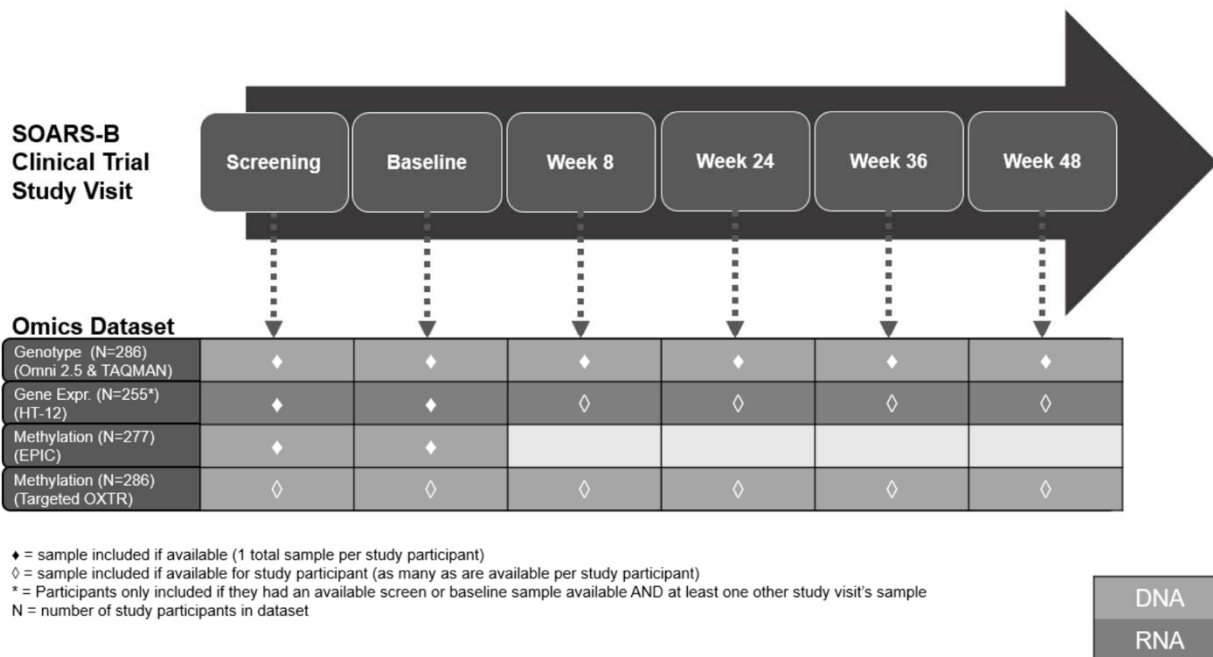 SOARS-B
Clinical Trial
Study Visit
Screening
Baseline
Week 8
Week 24
Week 36
Week 48
Omics Dataset
Genotype (N=286)
(Omni 2.5 & TAQMAN)
♦ ♦ ♦ ♦ ♦ ♦
Gene Expr. (N=255*)
(HT-12)
♦ ♦ ◊ ◊ ◊ ◊
Methylation (N=277)
(EPIC)
♦ ♦
Methylation (N=286)
(Targeted OXTR)
◊ ◊ ◊ ◊ ◊ ◊
♦ = sample included if available (1 total sample per study participant)
◊ = sample included if available for study participant (as many as are available per study participant)
* = Participants only included if they had an available screen or baseline sample available AND at least one other study visit's sample
N = number of study participants in dataset
DNA
RNA